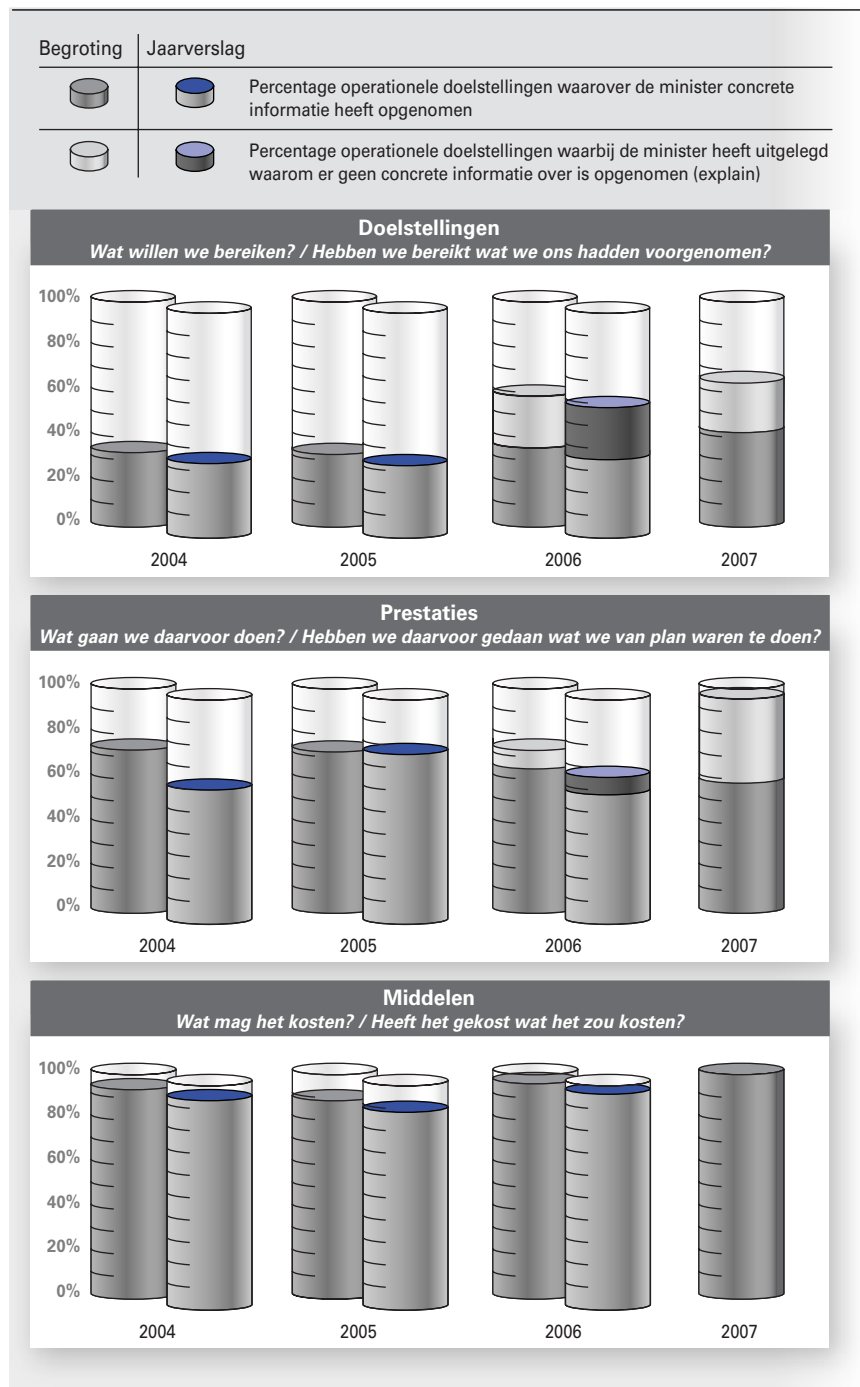 Begroting Jaarverslag
Percentage operationele doelstellingen waarover de minister concrete
informatie heeft opgenomen
Percentage operationele doelstellingen waarbij de minister heeft uitgelegd
waarom er geen concrete informatie over is opgenomen (explain)
Doelstellingen
Wat willen we bereiken? / Hebben we bereikt wat we ons hadden voorgenomen?
100%
80%
60%
40%
20%
0%
2004 2005 2006 2007
Prestaties
Wat gaan we daarvoor doen? / Hebben we daarvoor gedaan wat we van plan waren te doen?
100%
80%
60%
40%
20%
0%
2004 2005 2006 2007
Middelen
Wat mag het kosten? / Heeft het gekost wat het zou kosten?
100%
80%
60%
40%
20%
0%
2004 2005 2006 2007